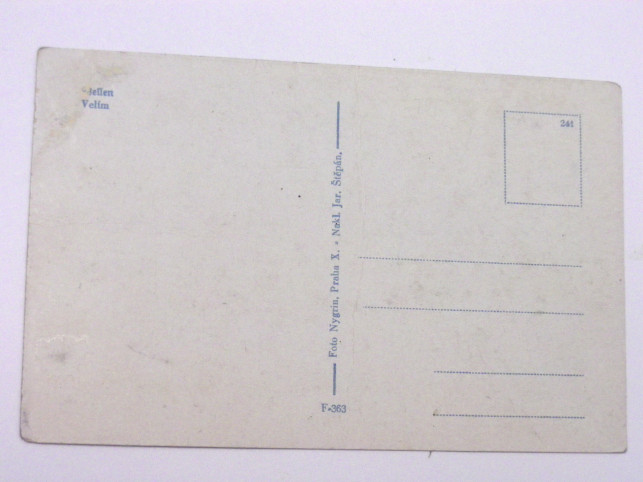 Velim
241
Foto Nygrin, Praha X. • Nakl. Jar. Štěpán,
F-363